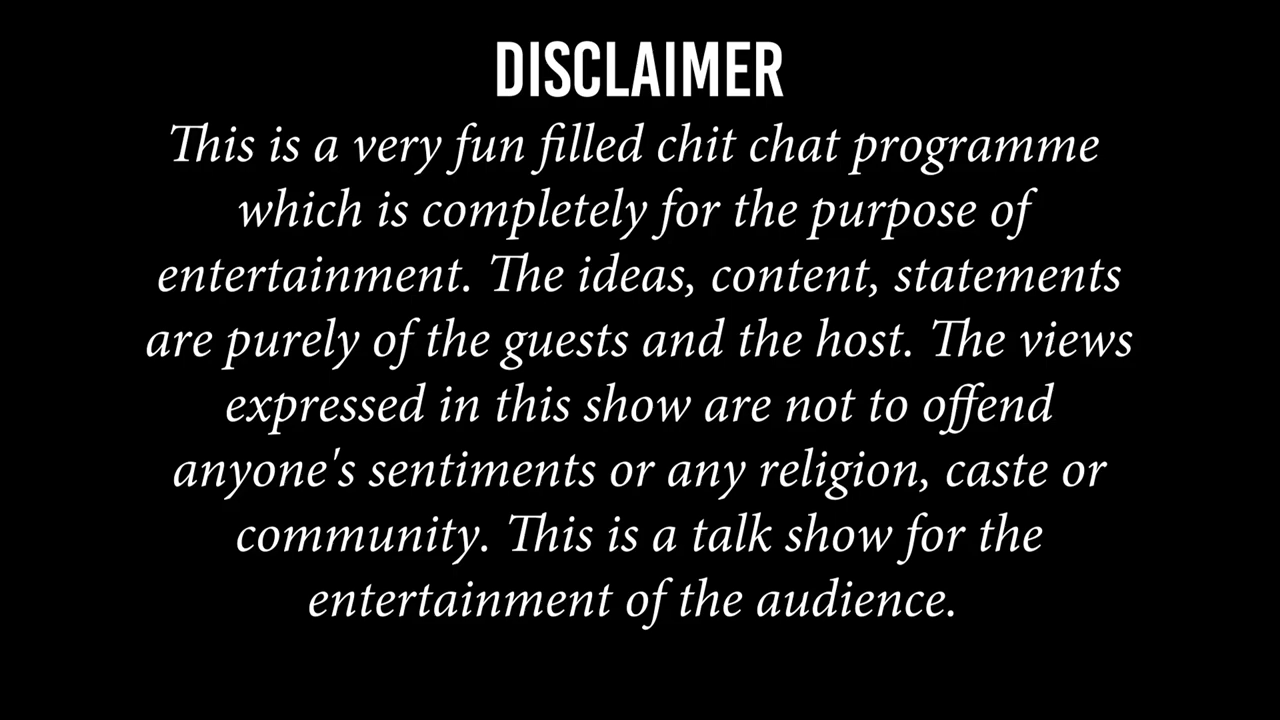 DISCLAIMER
This is a very fun filled chit chat programme
which is completely for the purpose of
entertainment. The ideas, content, statements
are purely of the guests and the host. The views
expressed in this show are not to offend
anyone's sentiments or any religion, caste or
community. This is a talk show for the
entertainment of the audience.